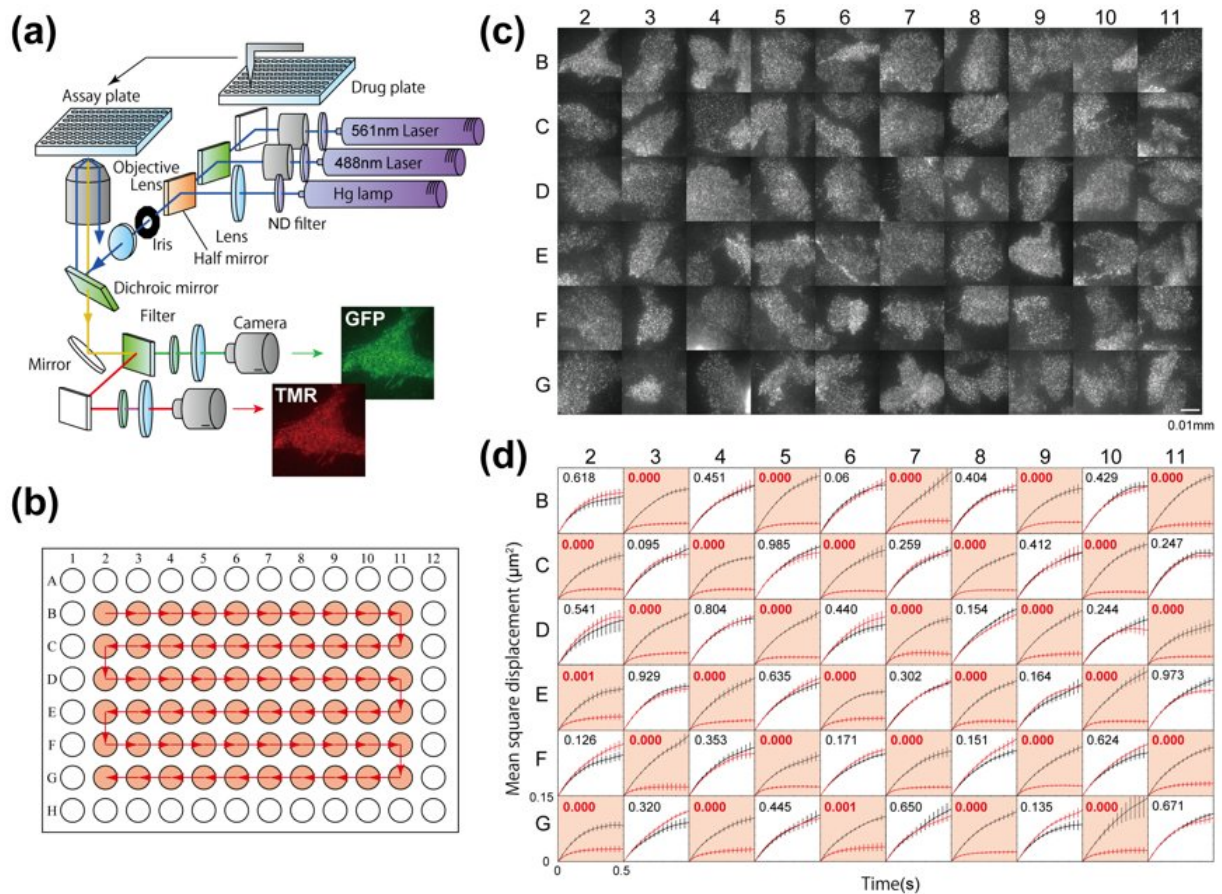 (a)
Assay plate
Drug plate
561nm Laser
488nm Laser
Hg lamp
Objective
Lens
ND filter
Iris
Lens
Half mirror
Dichroic mirror
Filter
Camera
GFP
Mirror
TMR
(b)
1 2 3 4 5 6 7 8 9 10 11 12
A
B
C
D
E
F
G
H
(c)
2 3 4 5 6 7 8 9 10 11
B
C
D
E
F
G
0.01mm
(d)
2 3 4 5 6 7 8 9 10 11
B 0.618 0.000 0.451 0.000 0.06 0.000 0.404 0.000 0.429 0.000
C 0.000 0.095 0.000 0.985 0.000 0.259 0.000 0.412 0.000 0.247
D 0.541 0.000 0.804 0.000 0.440 0.000 0.154 0.000 0.244 0.000
E 0.001 0.929 0.000 0.635 0.000 0.302 0.000 0.164 0.000 0.973
F 0.126 0.000 0.353 0.000 0.171 0.000 0.151 0.000 0.624 0.000
G 0.000 0.320 0.000 0.445 0.001 0.650 0.000 0.135 0.000 0.671
Mean square displacement (μm²)
0.15
0
0 0.5
Time(s)